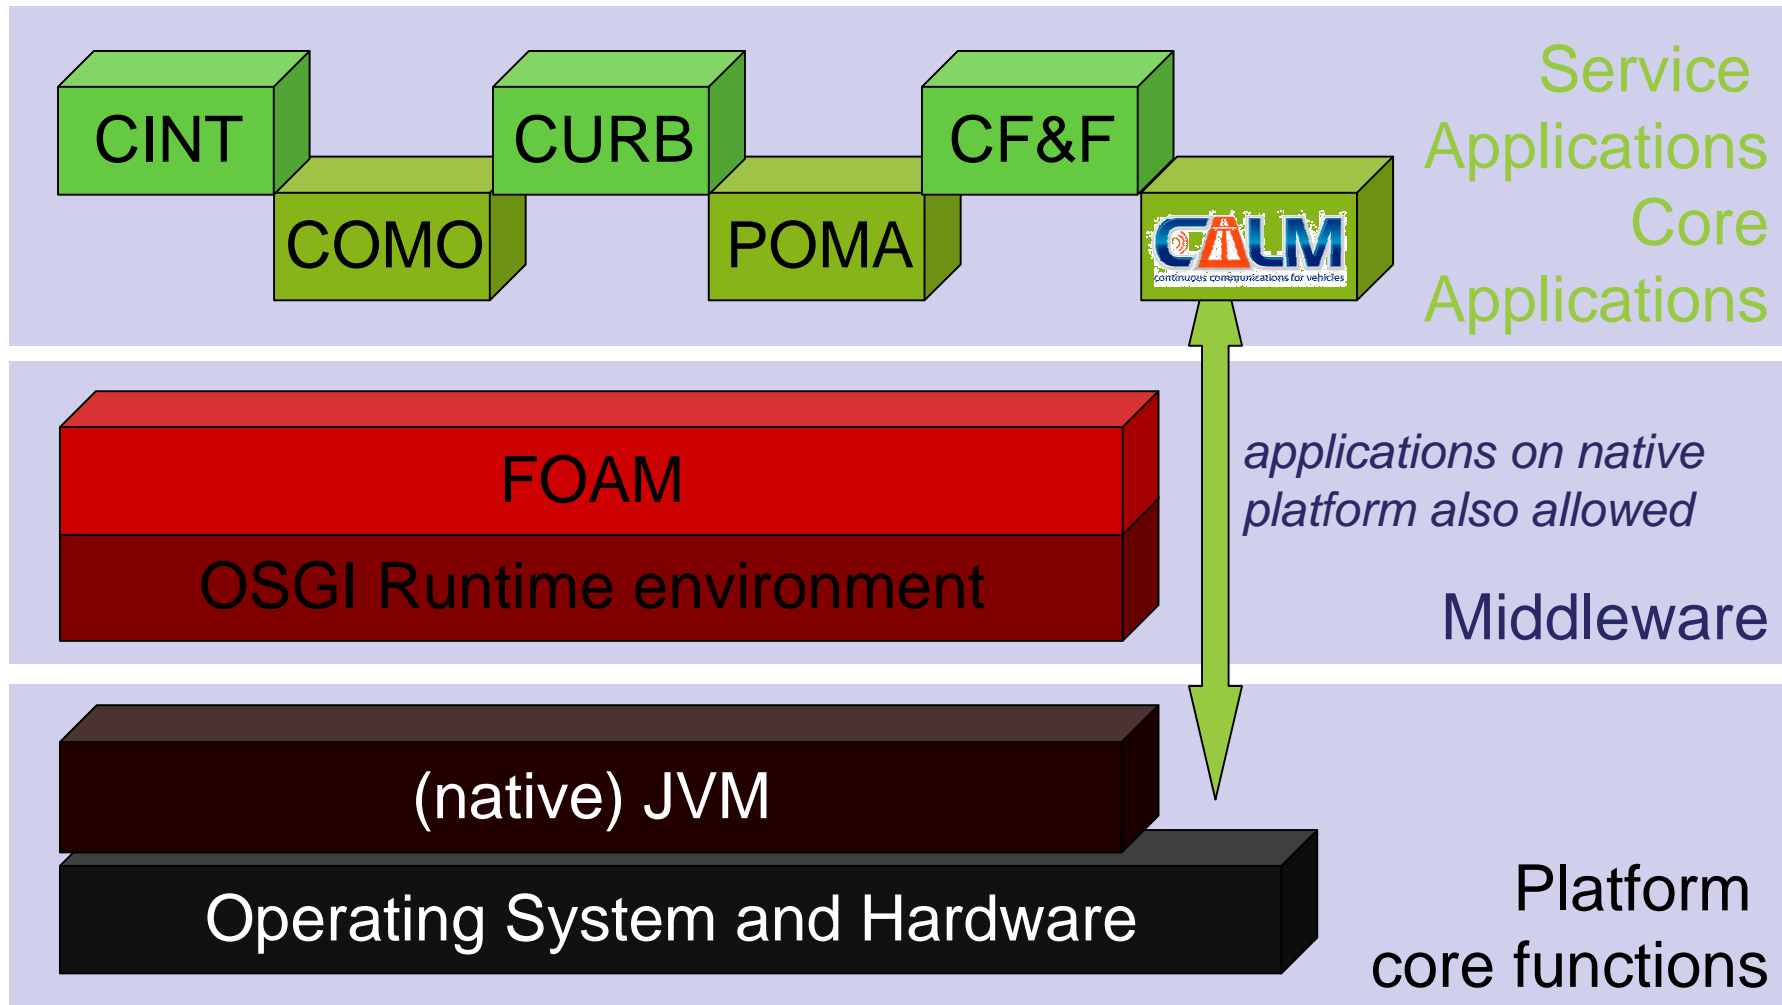 CINT
CURB
CF&F
Service
Applications
COMO
POMA
CALM
continuous communications for vehicles
Core
Applications
FOAM
OSGI Runtime environment
applications on native
platform also allowed
Middleware
(native) JVM
Operating System and Hardware
Platform
core functions